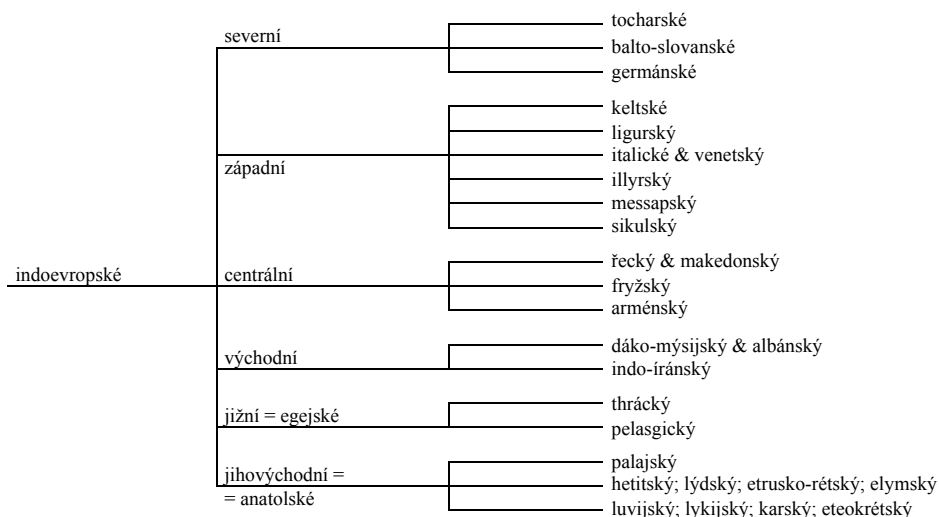 tocharské
severní
balto-slovanské
germánské
keltské
ligurský
italické & venetský
západní
illyrský
messapský
sikulský
řecký & makedonský
indoevropské
centrální
fryžský
arménský
dáko-mýsijský & albánský
východní
indo-íránský
thrácký
jižní = egejské
pelasgický
palajský
jihovýchodní =
= anatolské
hetitský; lýdský; etrusko-rétský; elymský
luvijský; lykijský; karský; eteokrétský